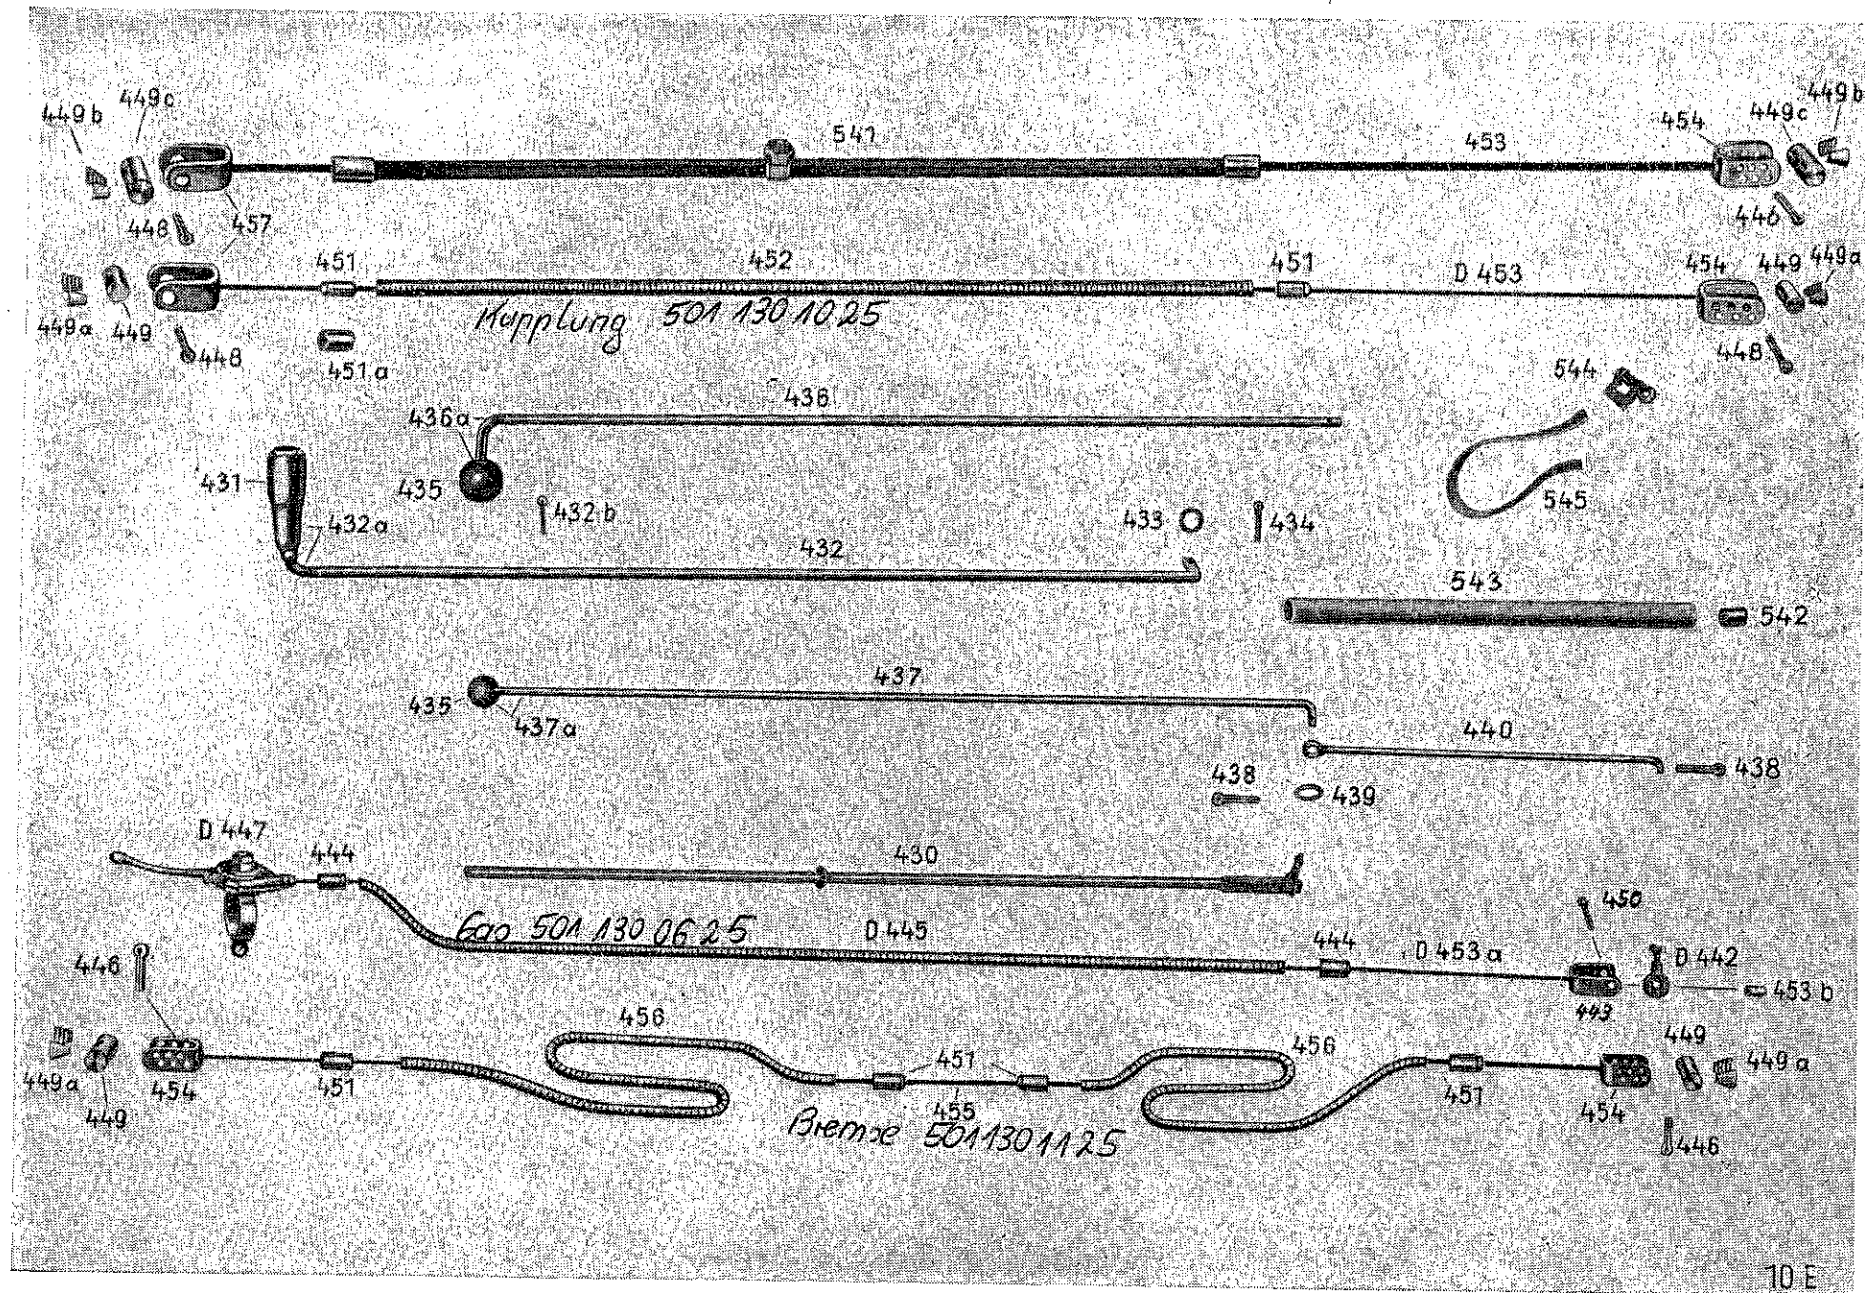 449b 449c 541 453 454 449c 449b
448 457 446
451 452 451 D 453 454 449 449a
449a 449 448 451a Kupplung 501 130 10 25 448
436a 436 544
431 435 432b 433 434 545
432a 432
543 542
435 437a 437 440 438
438 439
D 447 444 430
Gas 501 130 06 25 D 445 444 D 453a 450 D 442
446 443 453 b
456 451 456 449 449 a
449a 449 454 451 455 451 454
Bremse 501 130 11 25 446
10 E